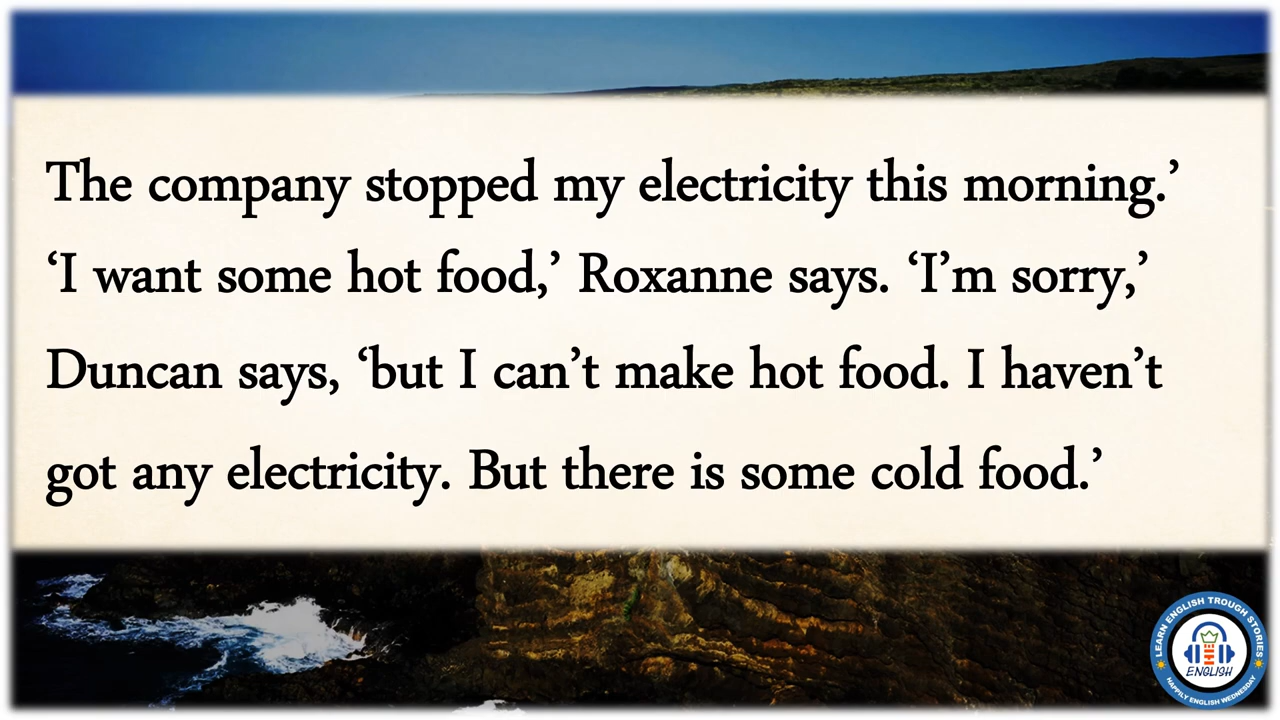 The company stopped my electricity this morning.’
‘I want some hot food,’ Roxanne says. ‘I’m sorry,’
Duncan says, ‘but I can’t make hot food. I haven’t
got any electricity. But there is some cold food.’
LEARN ENGLISH TROUGH STORIES
ENGLISH
HAPPILY ENGLISH WEDNESDAY